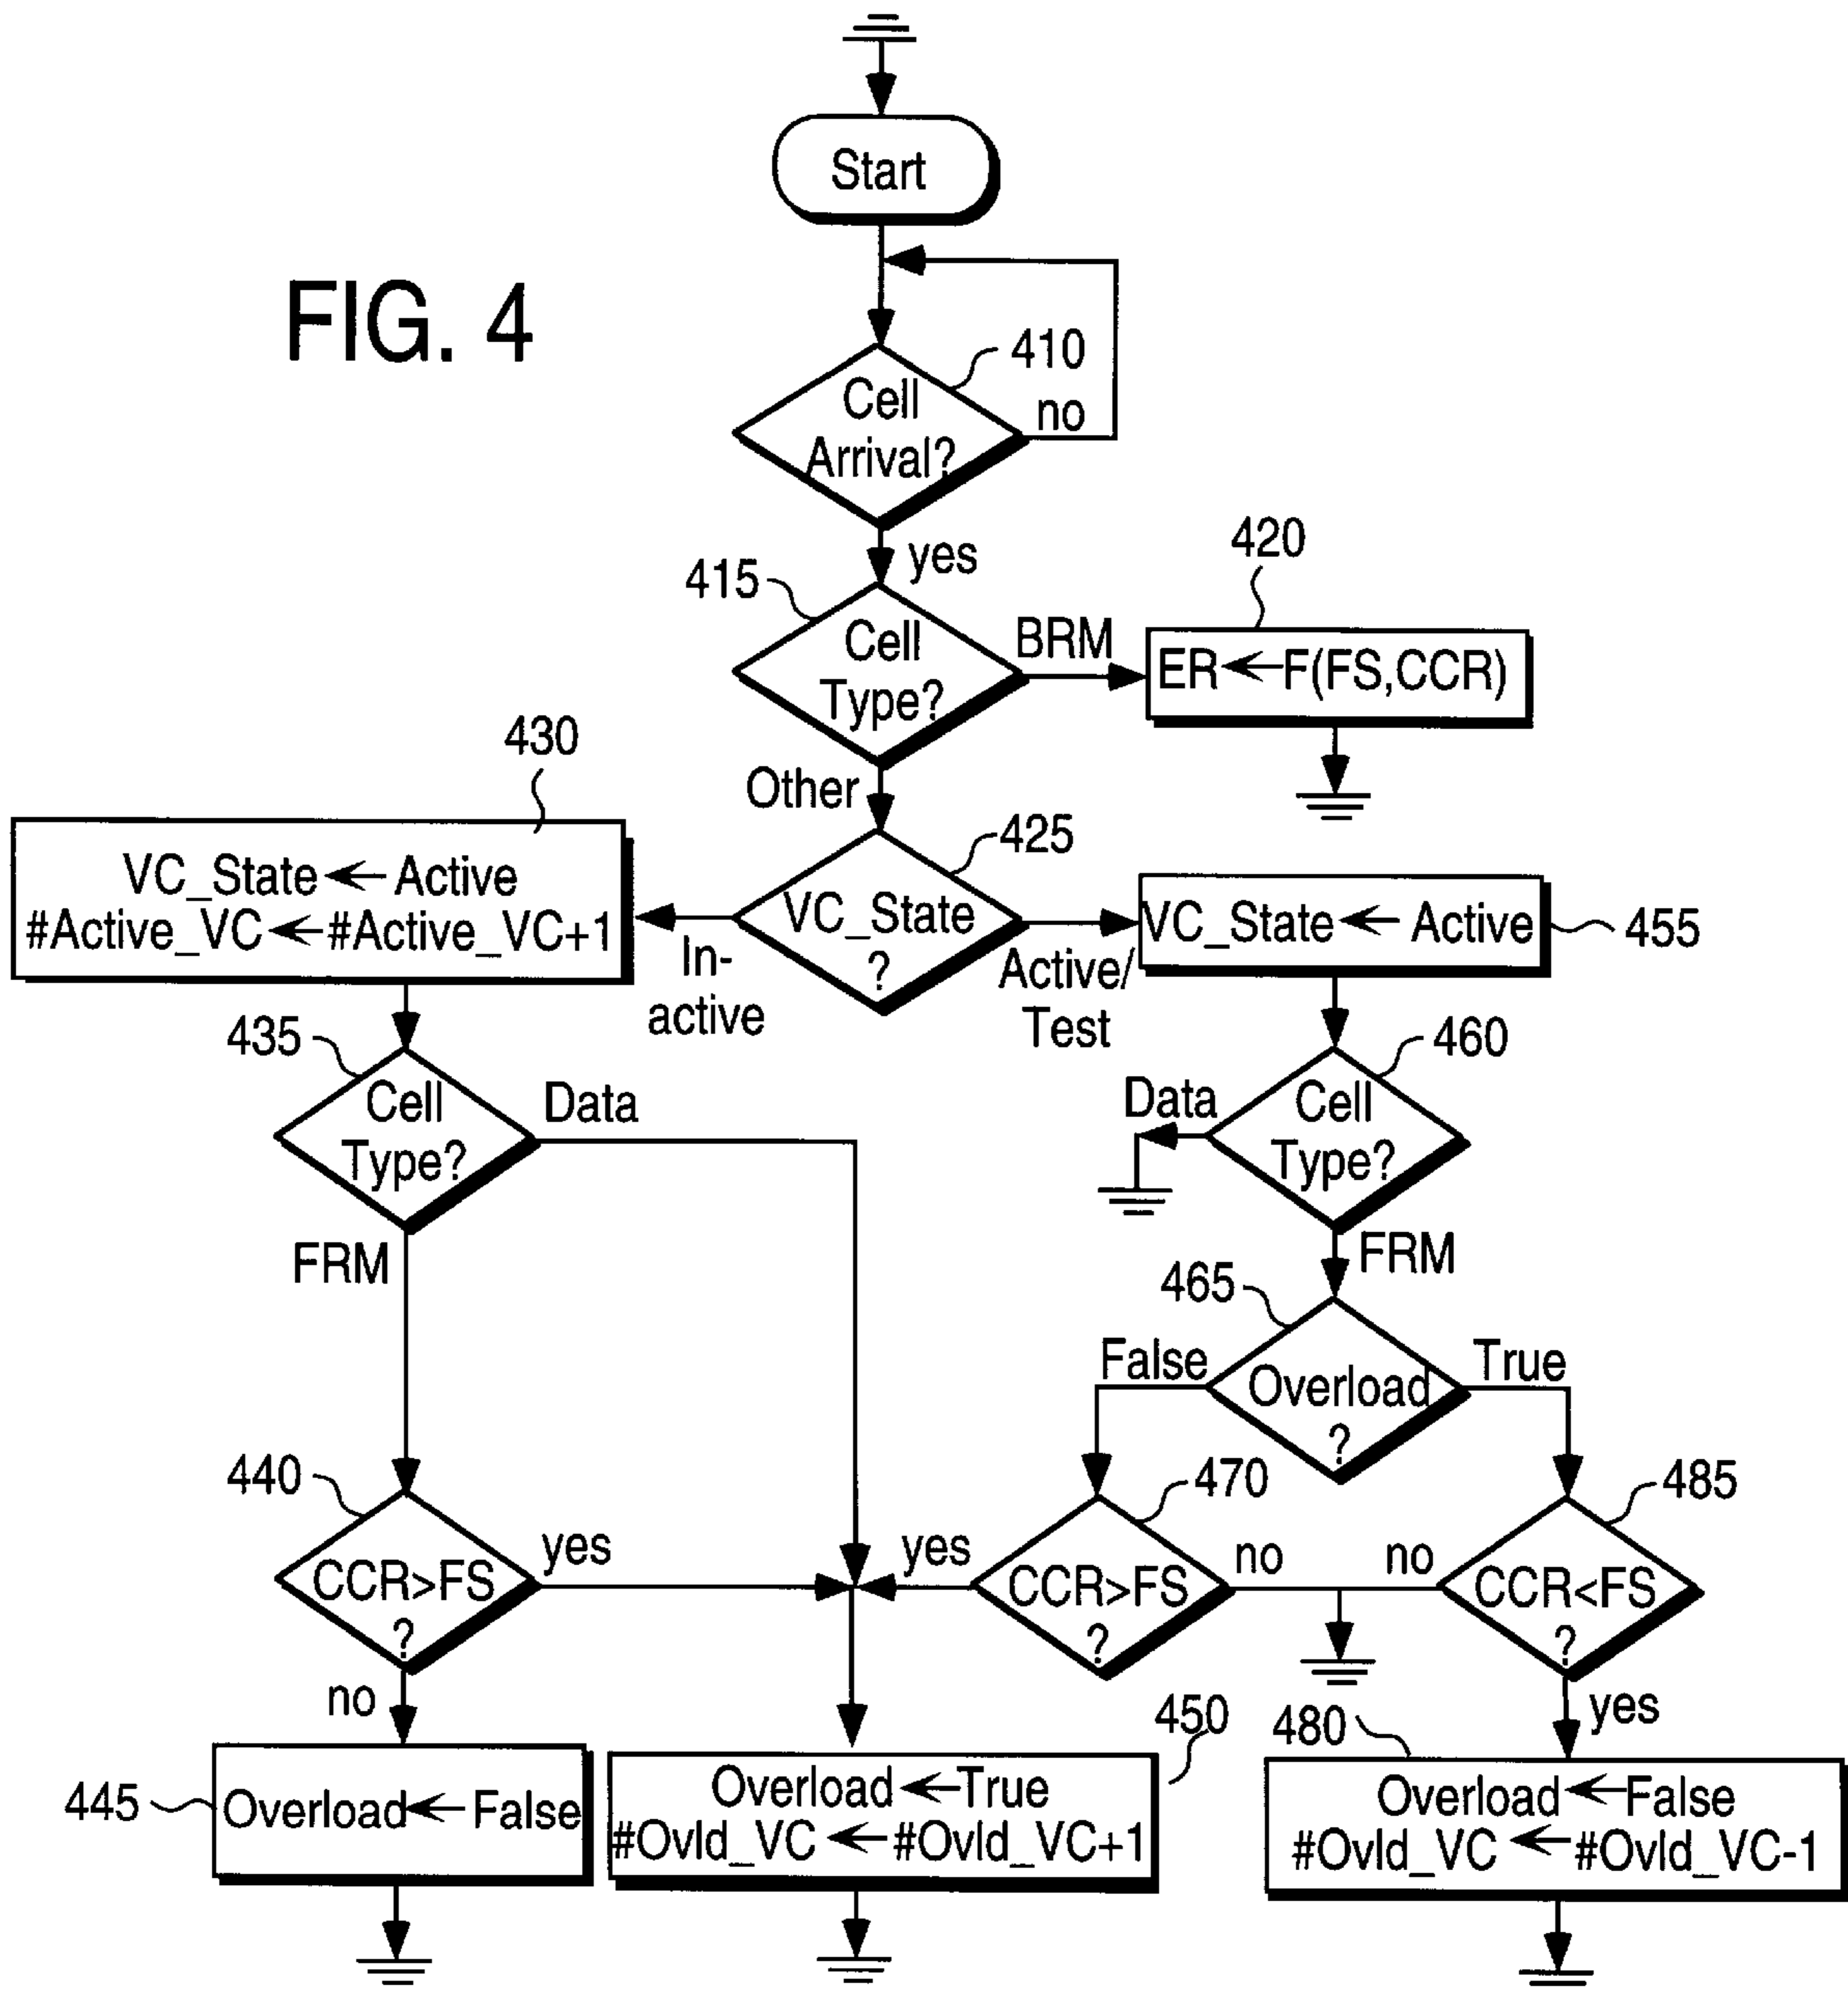 Start
FIG. 4
410
Cell
Arrival?
no
yes
415
420
Cell
Type?
BRM
ER←F(FS,CCR)
430
Other
425
VC_State←Active
#Active_VC←#Active_VC+1
VC_State
?
VC_State←Active
455
In-
active
Active/
Test
435
460
Cell
Type?
Data
Data
Cell
Type?
FRM
FRM
465
False
True
Overload
?
440
470
485
CCR>FS
?
yes
yes
CCR>FS
?
no
no
CCR<FS
?
no
450
480
yes
445
Overload←False
Overload←True
#Ovld_VC←#Ovld_VC+1
Overload←False
#Ovld_VC←#Ovld_VC-1